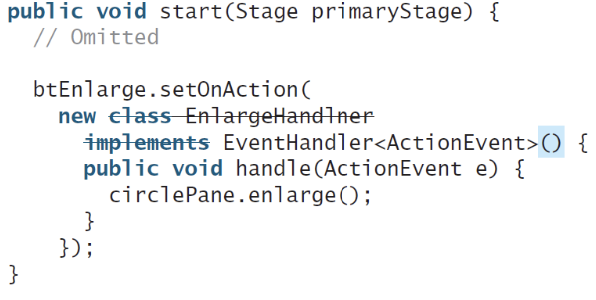 public void start(Stage primaryStage) {
// Omitted
btEnlarge.setOnAction(
new class EnlargeHandlner
implements EventHandler<ActionEvent>() {
public void handle(ActionEvent e) {
circlePane.enlarge();
}
});
}